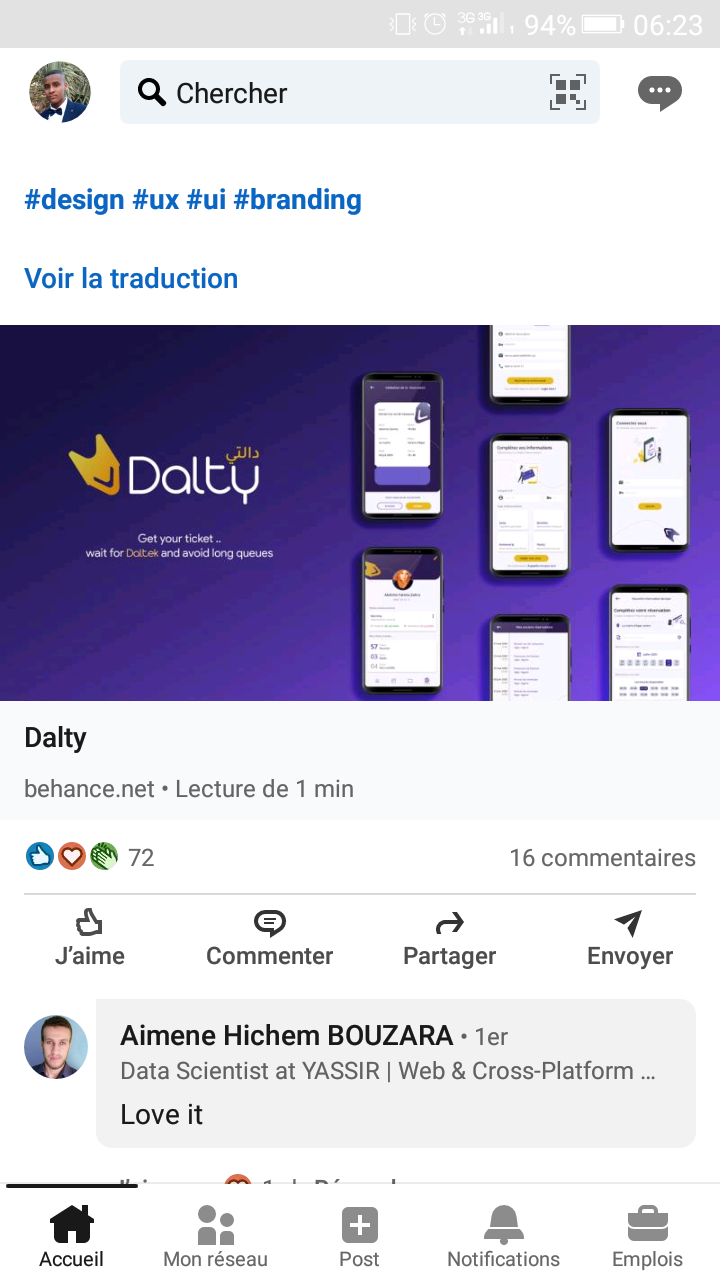 3G 3G 94% 06:23
Chercher
#design #ux #ui #branding
Voir la traduction
دالتي
Dalty
Get your ticket ..
wait for Daltek and avoid long queues
Complétez vos informations
Connectez vous
Complétez votre réservation
57
03
04
Dalty
behance.net • Lecture de 1 min
72
16 commentaires
J'aime
Commenter
Partager
Envoyer
Aimene Hichem BOUZARA • 1er
Data Scientist at YASSIR | Web & Cross-Platform ...
Love it
Accueil
Mon réseau
Post
Notifications
Emplois